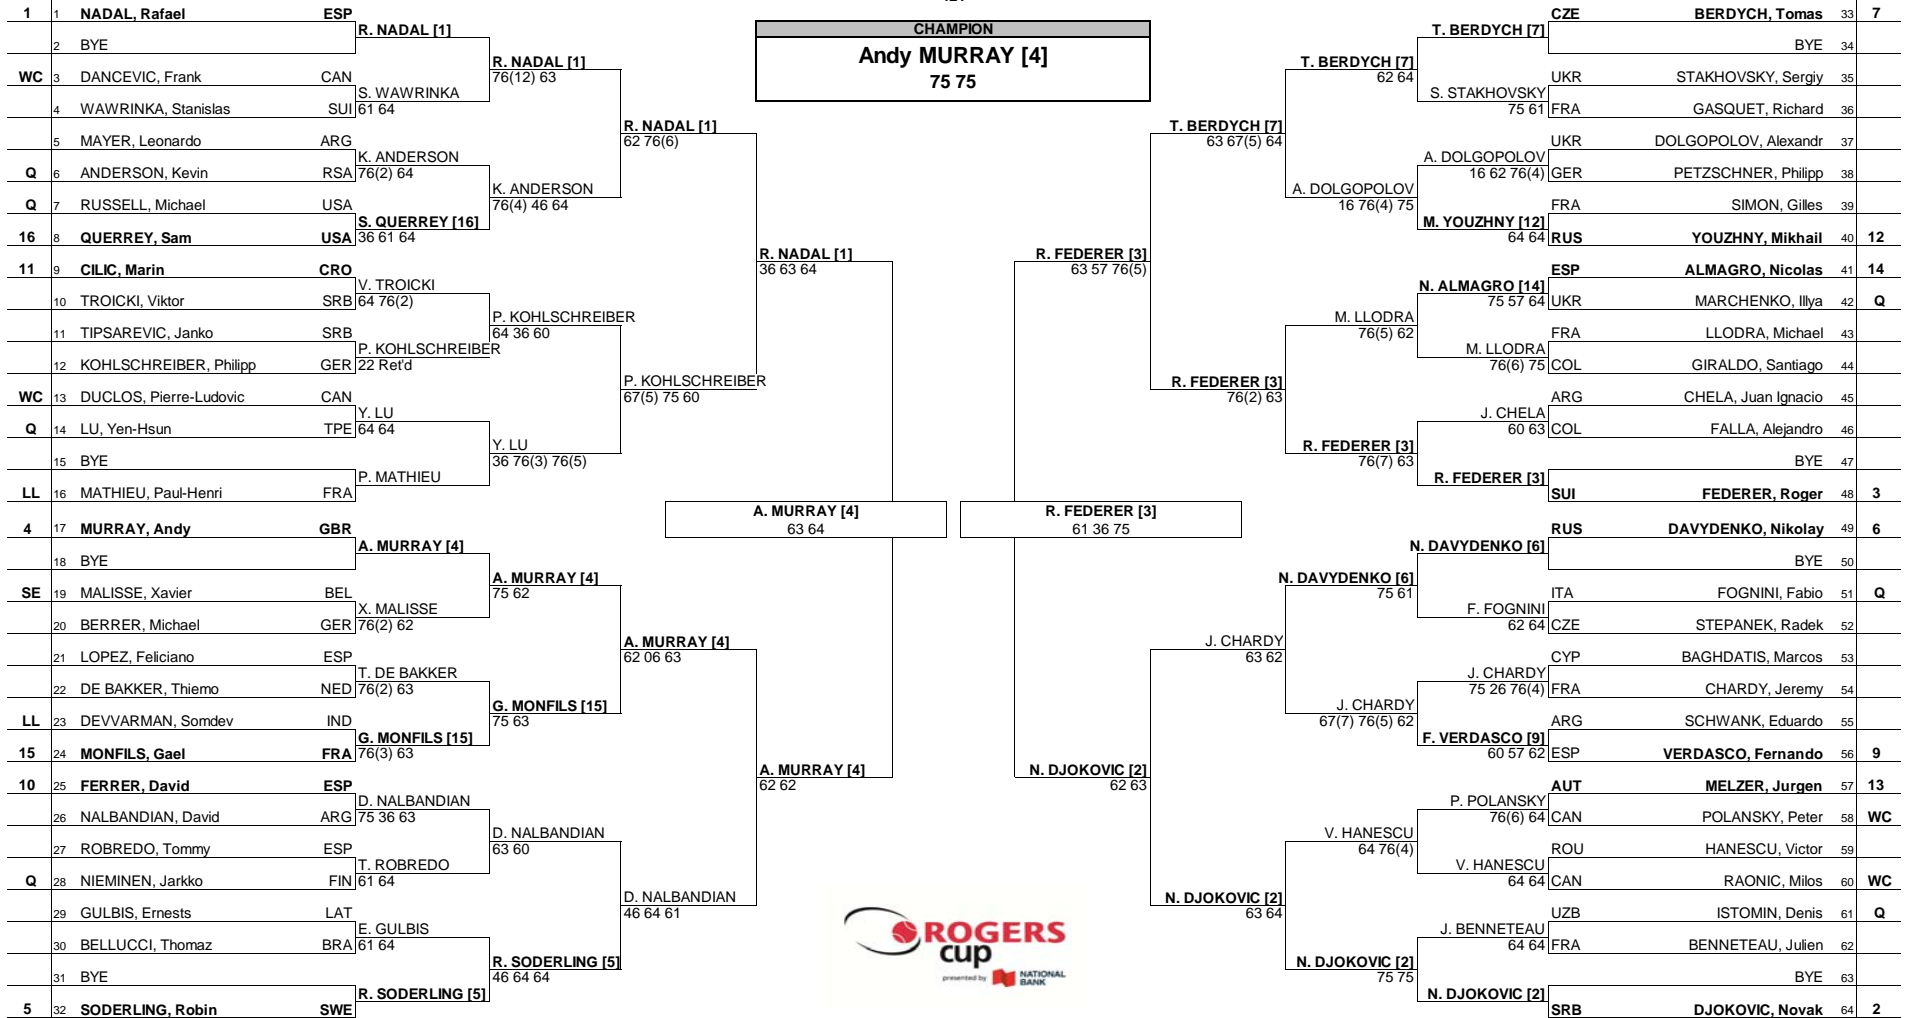 CHAMPION
Andy MURRAY [4]
75 75
1 1 NADAL, Rafael ESP
2 BYE
WC 3 DANCEVIC, Frank CAN
4 WAWRINKA, Stanislas SUI
5 MAYER, Leonardo ARG
Q 6 ANDERSON, Kevin RSA
Q 7 RUSSELL, Michael USA
16 8 QUERREY, Sam USA
11 9 CILIC, Marin CRO
10 TROICKI, Viktor SRB
11 TIPSAREVIC, Janko SRB
12 KOHLSCHREIBER, Philipp GER
WC 13 DUCLOS, Pierre-Ludovic CAN
Q 14 LU, Yen-Hsun TPE
15 BYE
LL 16 MATHIEU, Paul-Henri FRA
4 17 MURRAY, Andy GBR
18 BYE
SE 19 MALISSE, Xavier BEL
20 BERRER, Michael GER
21 LOPEZ, Feliciano ESP
22 DE BAKKER, Thiemo NED
LL 23 DEVVARMAN, Somdev IND
15 24 MONFILS, Gael FRA
10 25 FERRER, David ESP
26 NALBANDIAN, David ARG
27 ROBREDO, Tommy ESP
Q 28 NIEMINEN, Jarkko FIN
29 GULBIS, Ernests LAT
30 BELLUCCI, Thomaz BRA
31 BYE
5 32 SODERLING, Robin SWE
R. NADAL [1]
S. WAWRINKA
61 64
K. ANDERSON
76(2) 64
S. QUERREY [16]
36 61 64
V. TROICKI
64 76(2)
P. KOHLSCHREIBER
22 Ret'd
Y. LU
64 64
P. MATHIEU
A. MURRAY [4]
X. MALISSE
76(2) 62
T. DE BAKKER
76(2) 63
G. MONFILS [15]
76(3) 63
D. NALBANDIAN
75 36 63
T. ROBREDO
61 64
E. GULBIS
61 64
R. SODERLING [5]
R. NADAL [1]
76(12) 63
K. ANDERSON
76(4) 46 64
P. KOHLSCHREIBER
64 36 60
Y. LU
36 76(3) 76(5)
A. MURRAY [4]
75 62
G. MONFILS [15]
75 63
D. NALBANDIAN
63 60
R. SODERLING [5]
46 64 64
R. NADAL [1]
62 76(6)
P. KOHLSCHREIBER
67(5) 75 60
A. MURRAY [4]
62 06 63
D. NALBANDIAN
46 64 61
R. NADAL [1]
36 63 64
A. MURRAY [4]
62 62
A. MURRAY [4]
63 64
R. FEDERER [3]
61 36 75
R. FEDERER [3]
63 57 76(5)
N. DJOKOVIC [2]
62 63
T. BERDYCH [7]
63 67(5) 64
R. FEDERER [3]
76(2) 63
J. CHARDY
63 62
N. DJOKOVIC [2]
63 64
T. BERDYCH [7]
62 64
A. DOLGOPOLOV
16 76(4) 75
M. LLODRA
76(5) 62
R. FEDERER [3]
76(7) 63
N. DAVYDENKO [6]
75 61
J. CHARDY
67(7) 76(5) 62
V. HANESCU
64 76(4)
N. DJOKOVIC [2]
75 75
T. BERDYCH [7]
S. STAKHOVSKY
75 61
A. DOLGOPOLOV
16 62 76(4)
M. YOUZHNY [12]
64 64
N. ALMAGRO [14]
75 57 64
M. LLODRA
76(6) 75
J. CHELA
60 63
R. FEDERER [3]
N. DAVYDENKO [6]
F. FOGNINI
62 64
J. CHARDY
75 26 76(4)
F. VERDASCO [9]
60 57 62
P. POLANSKY
76(6) 64
V. HANESCU
64 64
J. BENNETEAU
64 64
N. DJOKOVIC [2]
CZE BERDYCH, Tomas 33 7
BYE 34
UKR STAKHOVSKY, Sergiy 35
FRA GASQUET, Richard 36
UKR DOLGOPOLOV, Alexandr 37
GER PETZSCHNER, Philipp 38
FRA SIMON, Gilles 39
RUS YOUZHNY, Mikhail 40 12
ESP ALMAGRO, Nicolas 41 14
UKR MARCHENKO, Illya 42 Q
FRA LLODRA, Michael 43
COL GIRALDO, Santiago 44
ARG CHELA, Juan Ignacio 45
COL FALLA, Alejandro 46
BYE 47
SUI FEDERER, Roger 48 3
RUS DAVYDENKO, Nikolay 49 6
BYE 50
ITA FOGNINI, Fabio 51 Q
CZE STEPANEK, Radek 52
CYP BAGHDATIS, Marcos 53
FRA CHARDY, Jeremy 54
ARG SCHWANK, Eduardo 55
ESP VERDASCO, Fernando 56 9
AUT MELZER, Jurgen 57 13
CAN POLANSKY, Peter 58 WC
ROU HANESCU, Victor 59
CAN RAONIC, Milos 60 WC
UZB ISTOMIN, Denis 61 Q
FRA BENNETEAU, Julien 62
BYE 63
SRB DJOKOVIC, Novak 64 2
ROGERS
cup
presented by NATIONAL
BANK